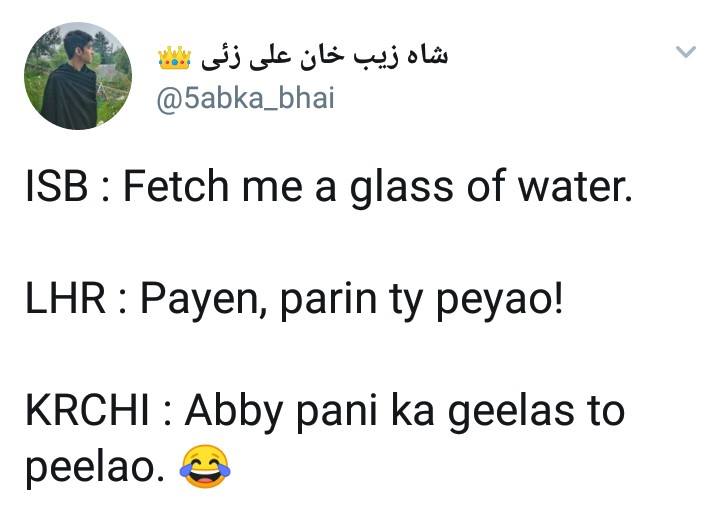 شاہ زیب خان علی زئی 👑
@5abka_bhai
ISB : Fetch me a glass of water.
LHR : Payen, parin ty peyao!
KRCHI : Abby pani ka geelas to
peelao. 😂